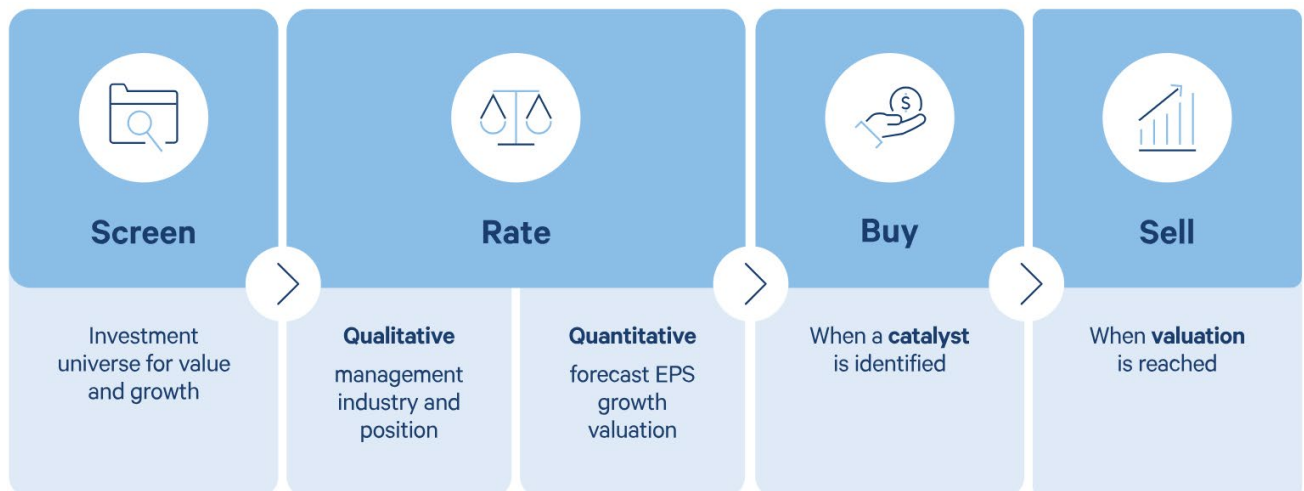 $
Screen
Rate
Buy
Sell
Investment
universe for value
and growth
Qualitative
management
industry and
position
Quantitative
forecast EPS
growth
valuation
When a catalyst
is identified
When valuation
is reached